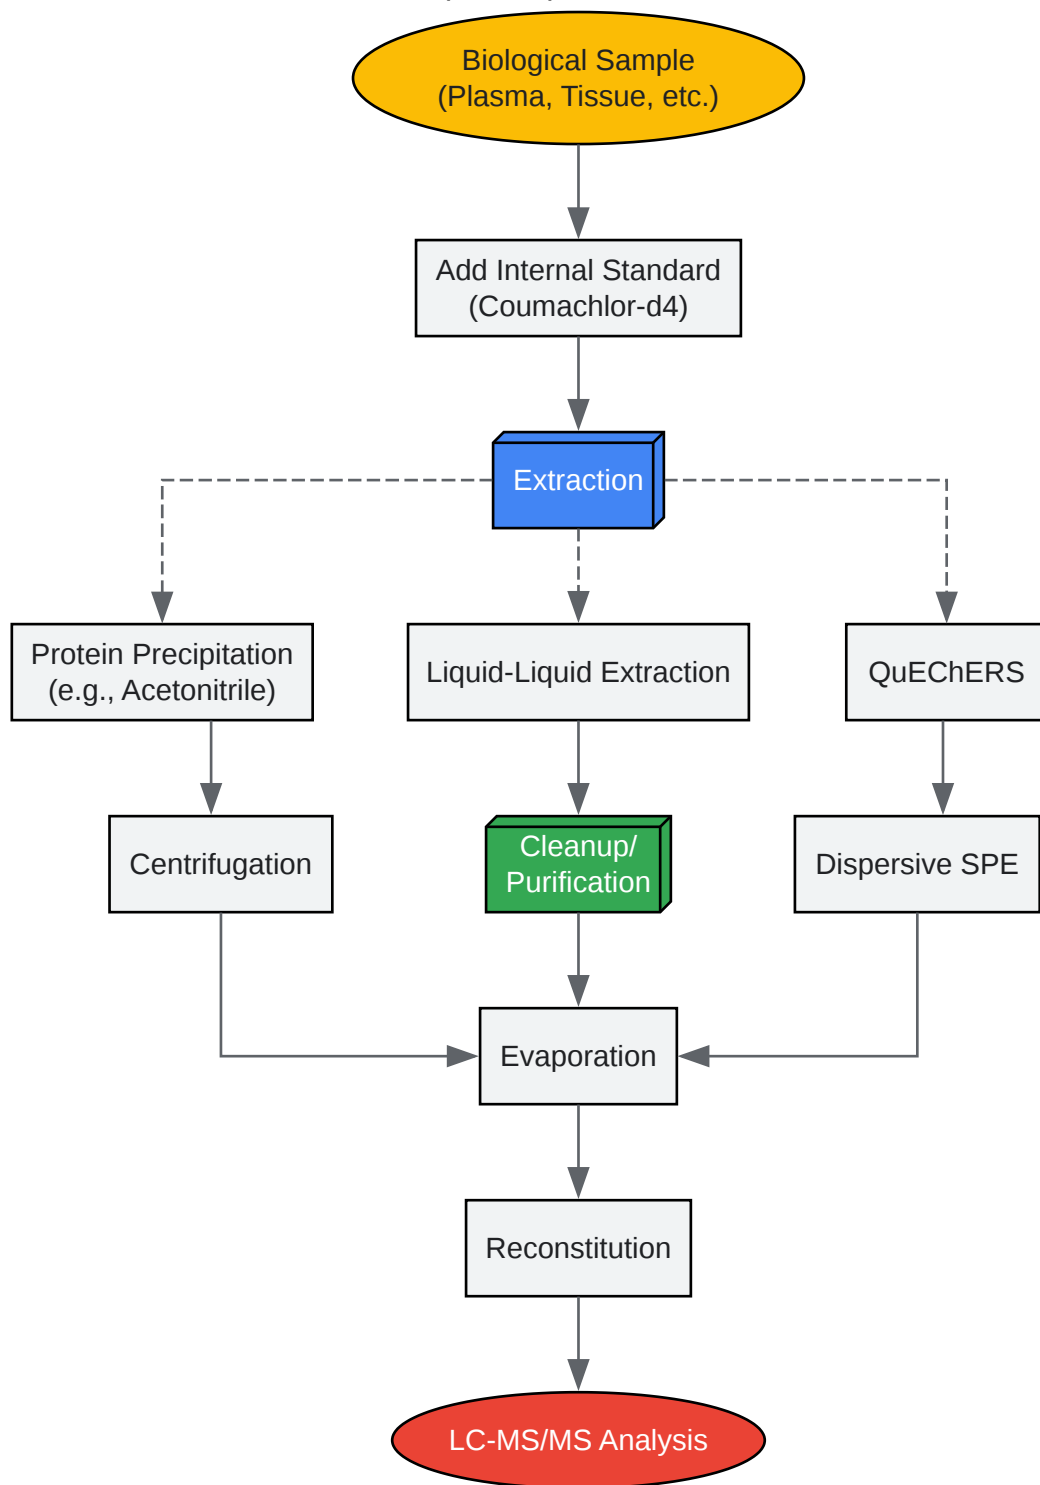 Biological Sample
(Plasma, Tissue, etc.)
Add Internal Standard
(Coumachlor-d4)
Extraction
Protein Precipitation
(e.g., Acetonitrile)
Liquid-Liquid Extraction
QuEChERS
Centrifugation
Cleanup/
Purification
Dispersive SPE
Evaporation
Reconstitution
LC-MS/MS Analysis